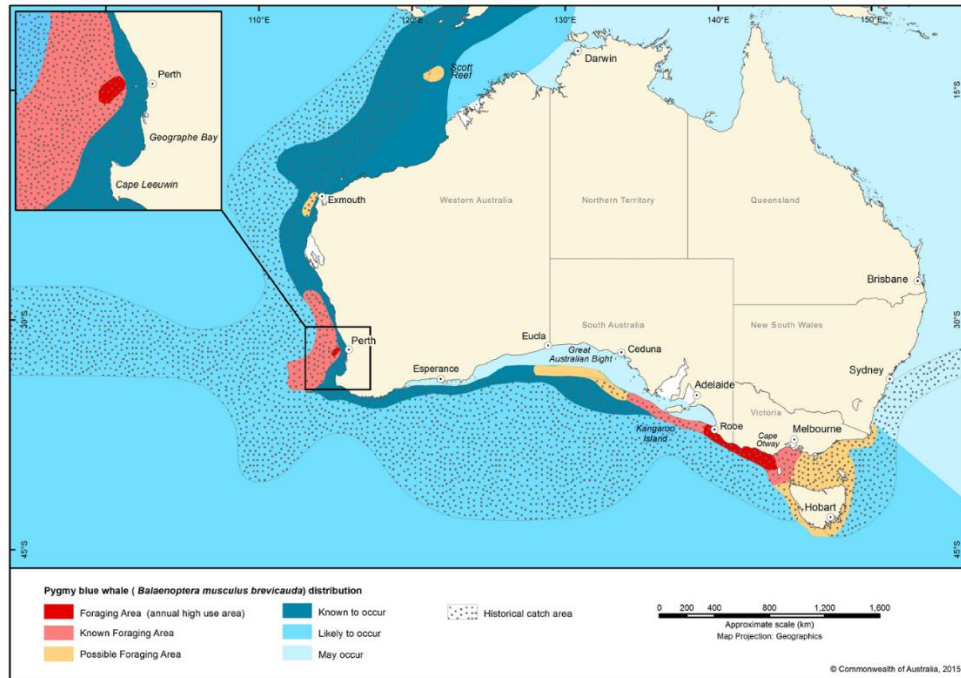 110°E
120°E
130°E
140°E
150°E
Perth
Geographe Bay
Cape Leeuwin
Scott
Reef
Darwin
15°S
15°S
Exmouth
Western Australia
Northern Territory
Queensland
Brisbane
30°S
30°S
Perth
Esperance
Eucla
South Australia
Great
Australian Bight
Ceduna
New South Wales
Sydney
Adelaide
Kangaroo
Island
Robe
Victoria
Cape
Otway
Melbourne
Hobart
45°S
45°S
Pygmy blue whale ( Balaenoptera musculus brevicauda) distribution
Foraging Area (annual high use area)
Known Foraging Area
Possible Foraging Area
Known to occur
Likely to occur
May occur
Historical catch area
0 200 400 800 1,200 1,600
Approximate scale (km)
Map Projection: Geographics
© Commonwealth of Australia, 2015